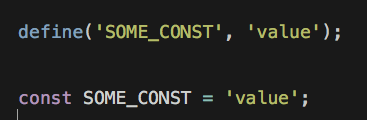 define('SOME_CONST', 'value');
const SOME_CONST = 'value';